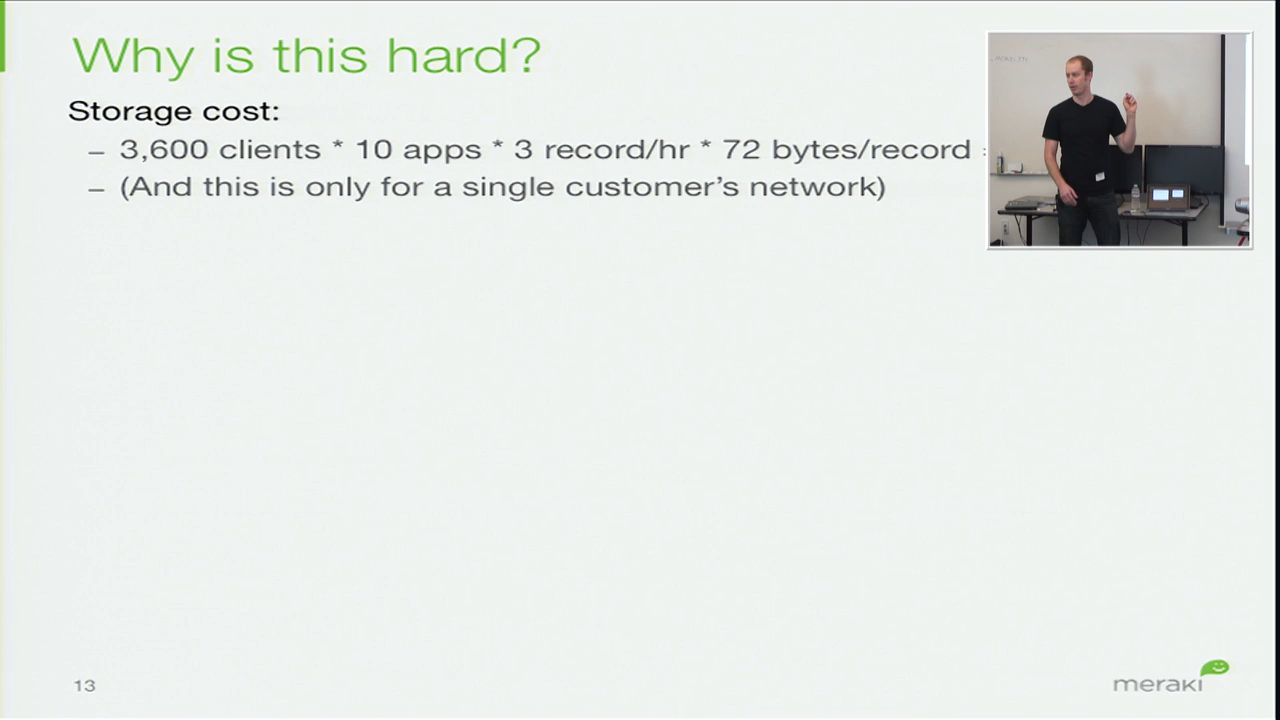 Why is this hard?
Storage cost:
– 3,600 clients * 10 apps * 3 record/hr * 72 bytes/record
– (And this is only for a single customer's network)
13
meraki